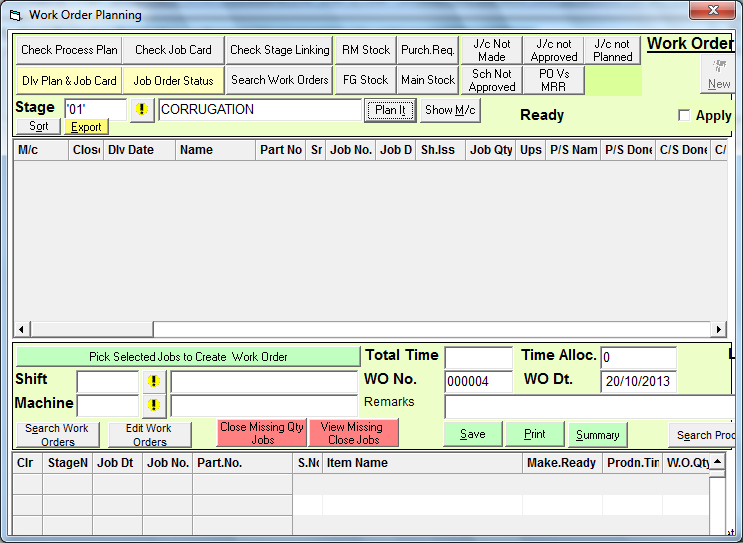 Work Order Planning
Check Process Plan Check Job Card Check Stage Linking RM Stock Purch.Req. J/c Not Made J/c not Approved J/c not Planned Work Order
Dlv Plan & Job Card Job Order Status Search Work Orders FG Stock Main Stock Sch Not Approved PO Vs MRR New
Stage '01' ! CORRUGATION Plan It Show M/c Ready Apply
Sort Export
M/c Close Dlv Date Name Part No Sr Job No. Job D Sh.Iss Job Qty Ups P/S Nam P/S Done C/S Done C/
Pick Selected Jobs to Create Work Order Total Time Time Alloc. 0
Shift ! WO No. 000004 WO Dt. 20/10/2013
Machine ! Remarks
Search Work Orders Edit Work Orders Close Missing Qty Jobs View Missing Close Jobs Save Print Summary Search Proc
Clr StageN Job Dt Job No. Part.No. S.No Item Name Make.Ready Prodn.Tim W.O.Qty